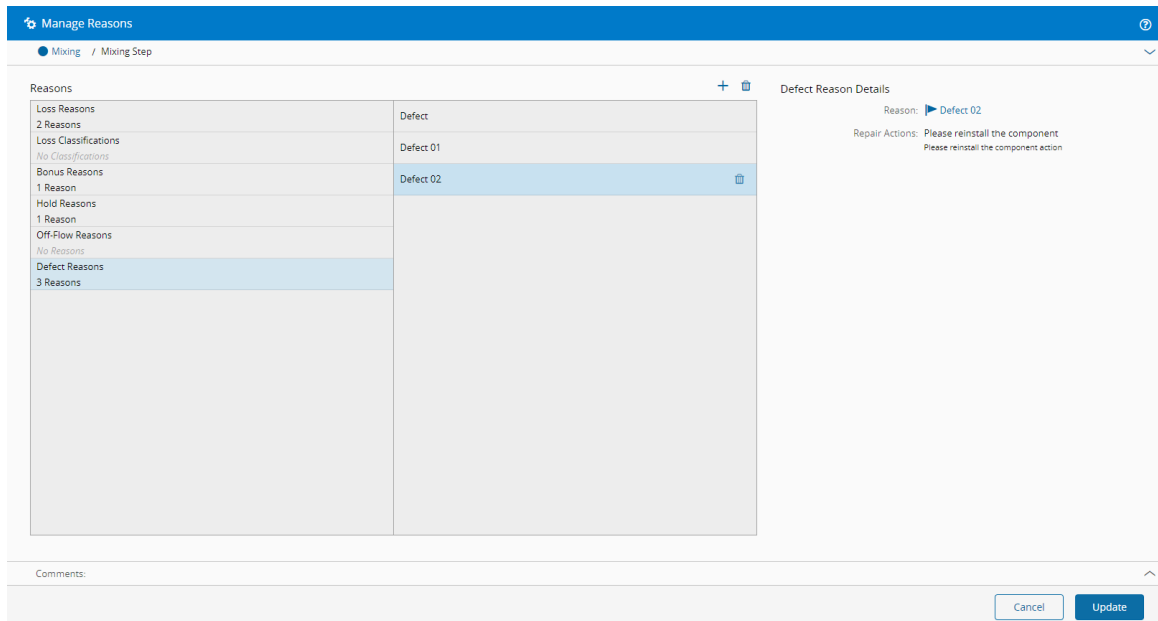 Manage Reasons
Mixing / Mixing Step
Reasons
Loss Reasons
2 Reasons
Loss Classifications
No Classifications
Bonus Reasons
1 Reason
Hold Reasons
1 Reason
Off-Flow Reasons
No Reasons
Defect Reasons
3 Reasons
Defect
Defect 01
Defect 02
Defect Reason Details
Reason: Defect 02
Repair Actions: Please reinstall the component
Please reinstall the component action
Comments:
Cancel Update